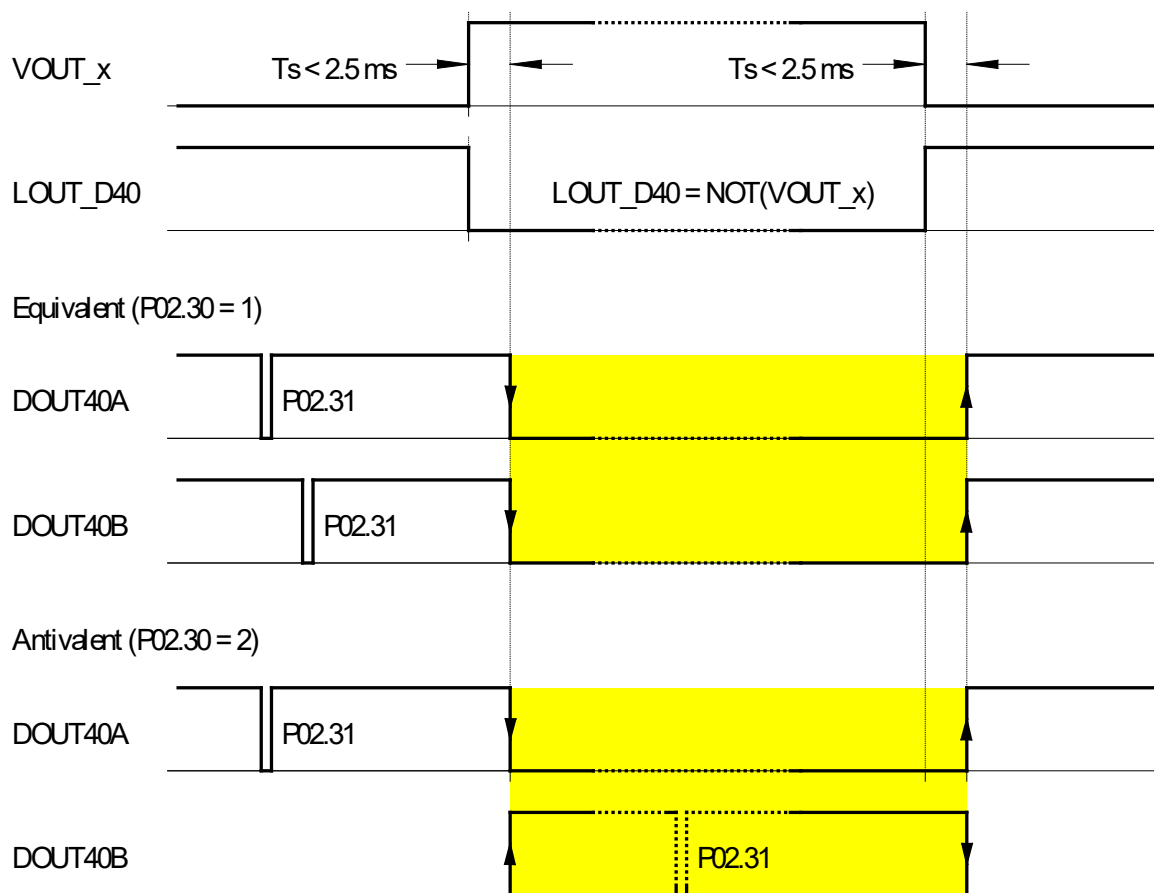 VOUT_x Ts < 2.5 ms Ts < 2.5 ms
LOUT_D40 LOUT_D40 = NOT(VOUT_x)
Equivalent (P02.30 = 1)
DOUT40A P02.31
DOUT40B P02.31
Antivalent (P02.30 = 2)
DOUT40A P02.31
DOUT40B P02.31